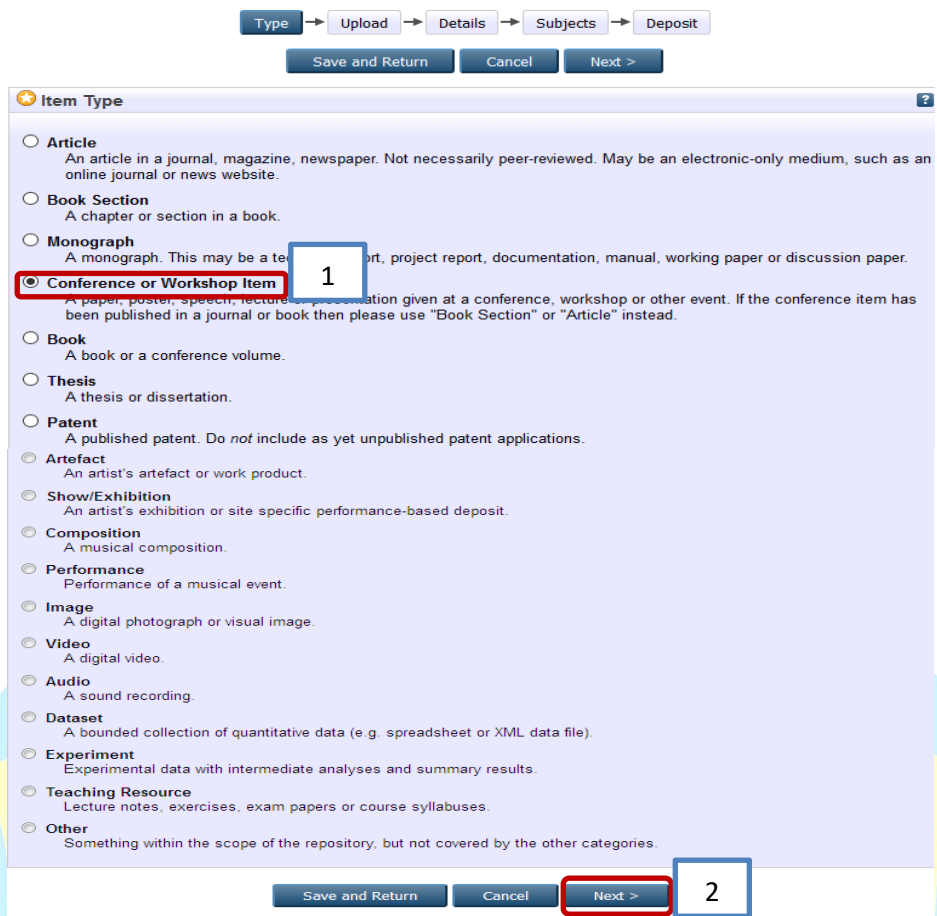 Type → Upload → Details → Subjects → Deposit
Save and Return Cancel Next >
Item Type ?
Article
An article in a journal, magazine, newspaper. Not necessarily peer-reviewed. May be an electronic-only medium, such as an
online journal or news website.
Book Section
A chapter or section in a book.
Monograph
A monograph. This may be a te rt, project report, documentation, manual, working paper or discussion paper.
Conference or Workshop Item 1
A paper, poster, speech, lecture presentation given at a conference, workshop or other event. If the conference item has
been published in a journal or book then please use "Book Section" or "Article" instead.
Book
A book or a conference volume.
Thesis
A thesis or dissertation.
Patent
A published patent. Do not include as yet unpublished patent applications.
Artefact
An artist's artefact or work product.
Show/Exhibition
An artist's exhibition or site specific performance-based deposit.
Composition
A musical composition.
Performance
Performance of a musical event.
Image
A digital photograph or visual image.
Video
A digital video.
Audio
A sound recording.
Dataset
A bounded collection of quantitative data (e.g. spreadsheet or XML data file).
Experiment
Experimental data with intermediate analyses and summary results.
Teaching Resource
Lecture notes, exercises, exam papers or course syllabuses.
Other
Something within the scope of the repository, but not covered by the other categories.
Save and Return Cancel Next > 2